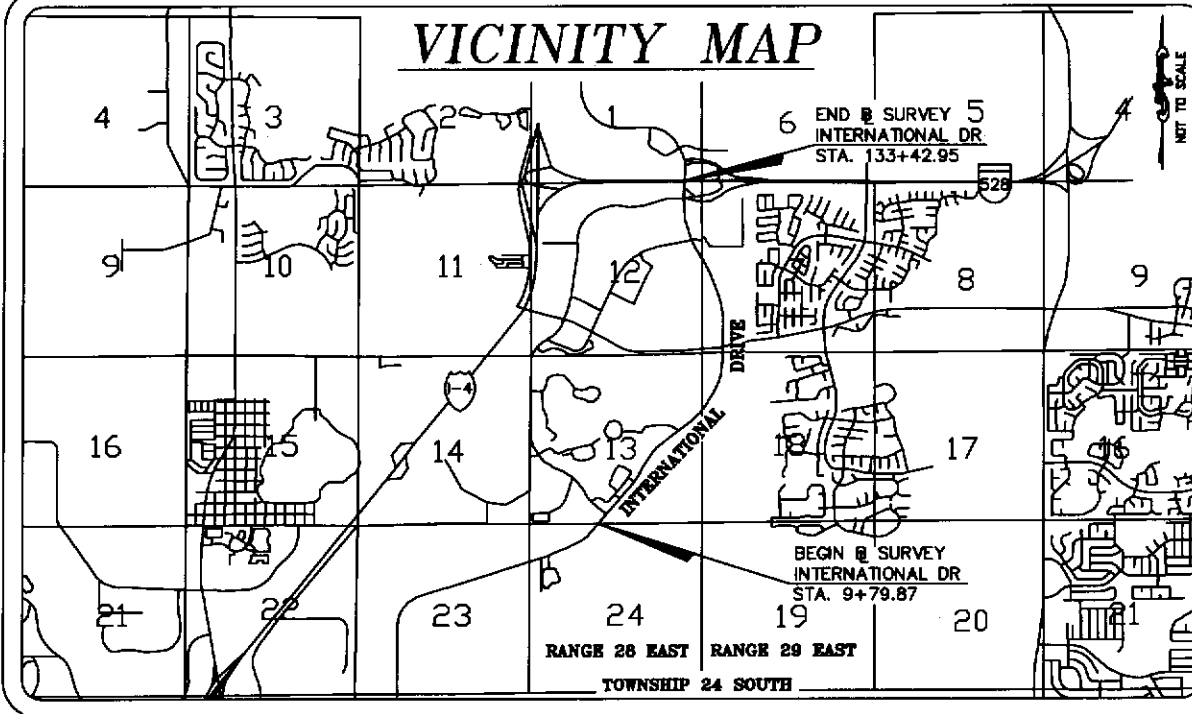 VICINITY MAP
NOT TO SCALE
4
3
2
1
6
5
4
END ℄ SURVEY
INTERNATIONAL DR
STA. 133+42.95
528
9
10
11
12
8
9
DRIVE
I-4
16
15
14
13
INTERNATIONAL
18
17
16
BEGIN ℄ SURVEY
INTERNATIONAL DR
STA. 9+79.87
21
22
23
24
19
20
21
RANGE 28 EAST
RANGE 29 EAST
TOWNSHIP 24 SOUTH